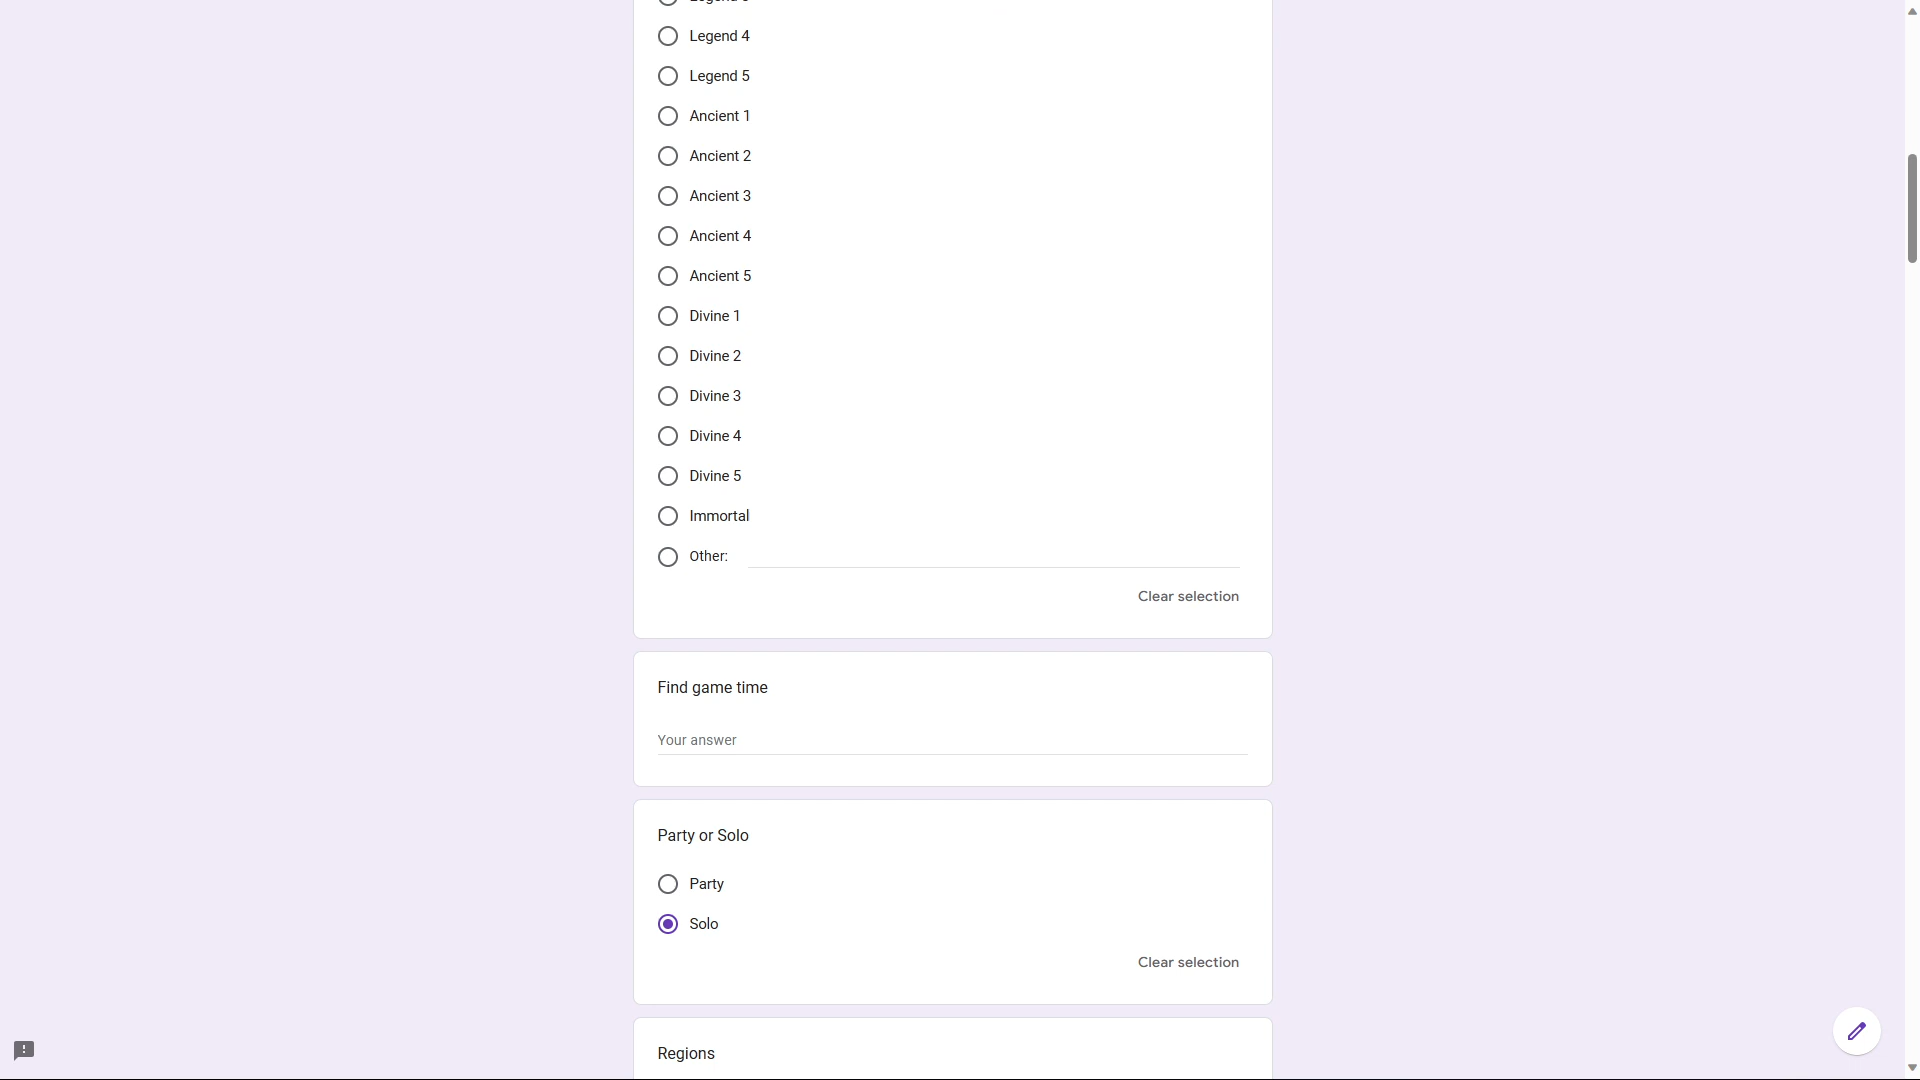 Legend 4
Legend 5
Ancient 1
Ancient 2
Ancient 3
Ancient 4
Ancient 5
Divine 1
Divine 2
Divine 3
Divine 4
Divine 5
Immortal
Other:
Clear selection
Find game time
Your answer
Party or Solo
Party
Solo
Clear selection
Regions